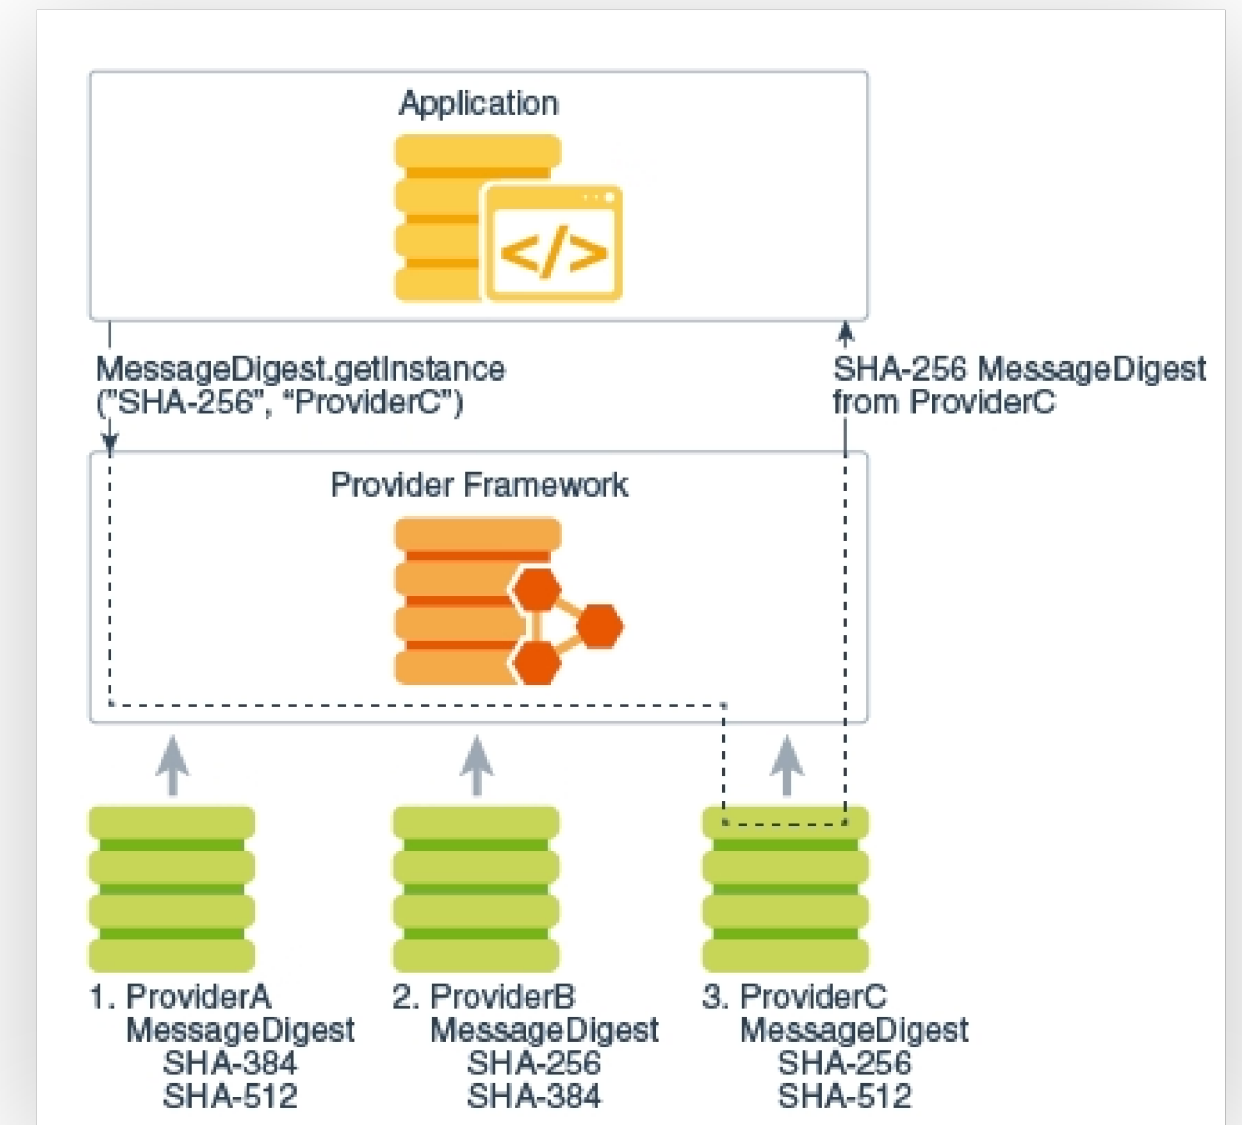 Application
</>
MessageDigest.getInstance
("SHA-256", “ProviderC”)
SHA-256 MessageDigest
from ProviderC
Provider Framework
1. ProviderA
MessageDigest
SHA-384
SHA-512
2. ProviderB
MessageDigest
SHA-256
SHA-384
3. ProviderC
MessageDigest
SHA-256
SHA-512